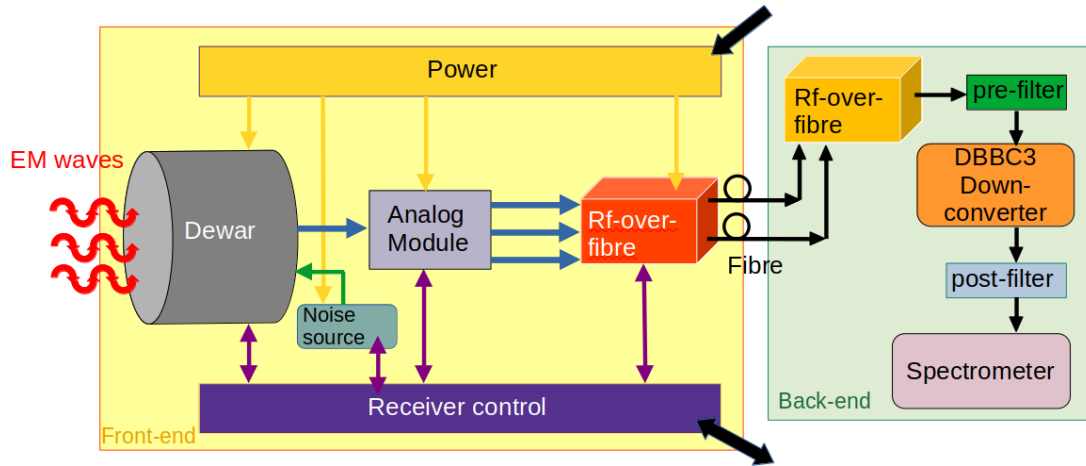 Power
EM waves
Dewar
Analog
Module
Rf-over-
fibre
Fibre
Noise
source
Receiver control
Front-end
Rf-over-
fibre
pre-filter
DBBC3
Down-
converter
post-filter
Spectrometer
Back-end